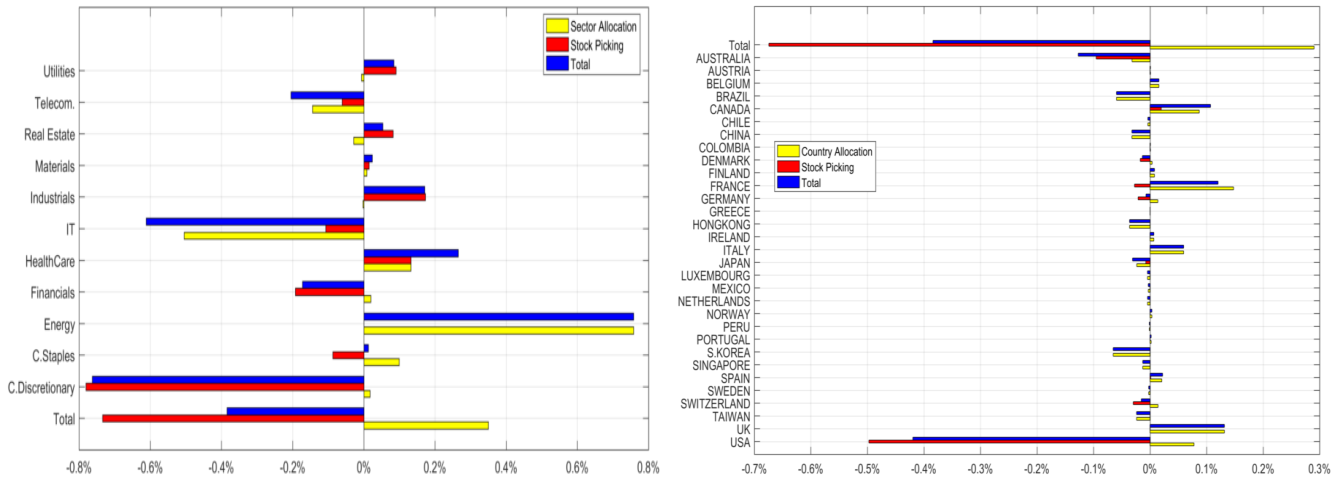 Sector Allocation
Stock Picking
Total
Utilities
Telecom.
Real Estate
Materials
Industrials
IT
HealthCare
Financials
Energy
C.Staples
C.Discretionary
Total
-0.8% -0.6% -0.4% -0.2% 0% 0.2% 0.4% 0.6% 0.8%
Country Allocation
Stock Picking
Total
Total
AUSTRALIA
AUSTRIA
BELGIUM
BRAZIL
CANADA
CHILE
CHINA
COLOMBIA
DENMARK
FINLAND
FRANCE
GERMANY
GREECE
HONGKONG
IRELAND
ITALY
JAPAN
LUXEMBOURG
MEXICO
NETHERLANDS
NORWAY
PERU
PORTUGAL
S.KOREA
SINGAPORE
SPAIN
SWEDEN
SWITZERLAND
TAIWAN
UK
USA
-0.7% -0.6% -0.5% -0.4% -0.3% -0.2% -0.1% 0% 0.1% 0.2% 0.3%